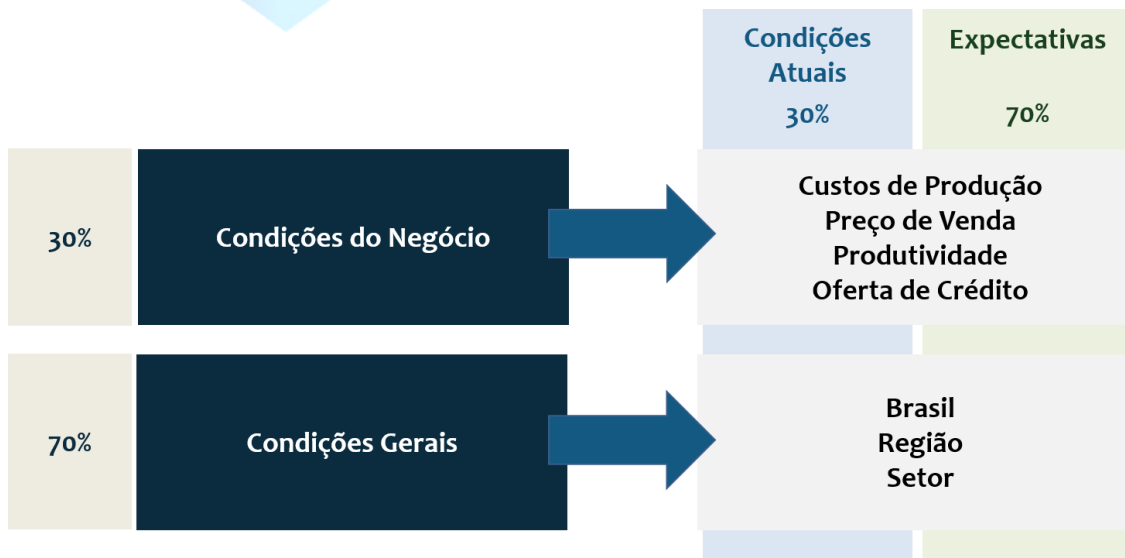 Condições
Atuais
30%
Expectativas
70%
30%
Condições do Negócio
Custos de Produção
Preço de Venda
Produtividade
Oferta de Crédito
70%
Condições Gerais
Brasil
Região
Setor